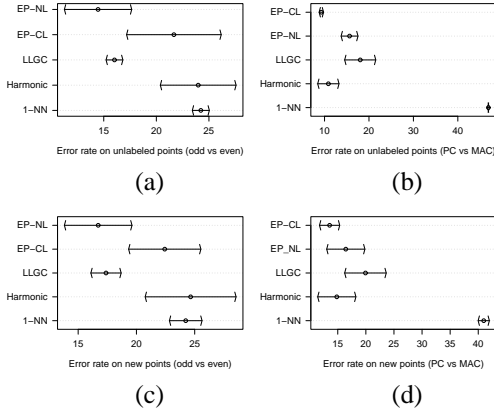 EP−NL
EP−CL
LLGC
Harmonic
1−NN
15 20 25
Error rate on unlabeled points (odd vs even)
(a)
EP−CL
EP−NL
LLGC
Harmonic
1−NN
10 20 30 40
Error rate on unlabeled points (PC vs MAC)
(b)
EP−NL
EP−CL
LLGC
Harmonic
1−NN
15 20 25
Error rate on new points (odd vs even)
(c)
EP−CL
EP_NL
LLGC
Harmonic
1−NN
15 20 25 30 35 40
Error rate on new points (PC vs MAC)
(d)